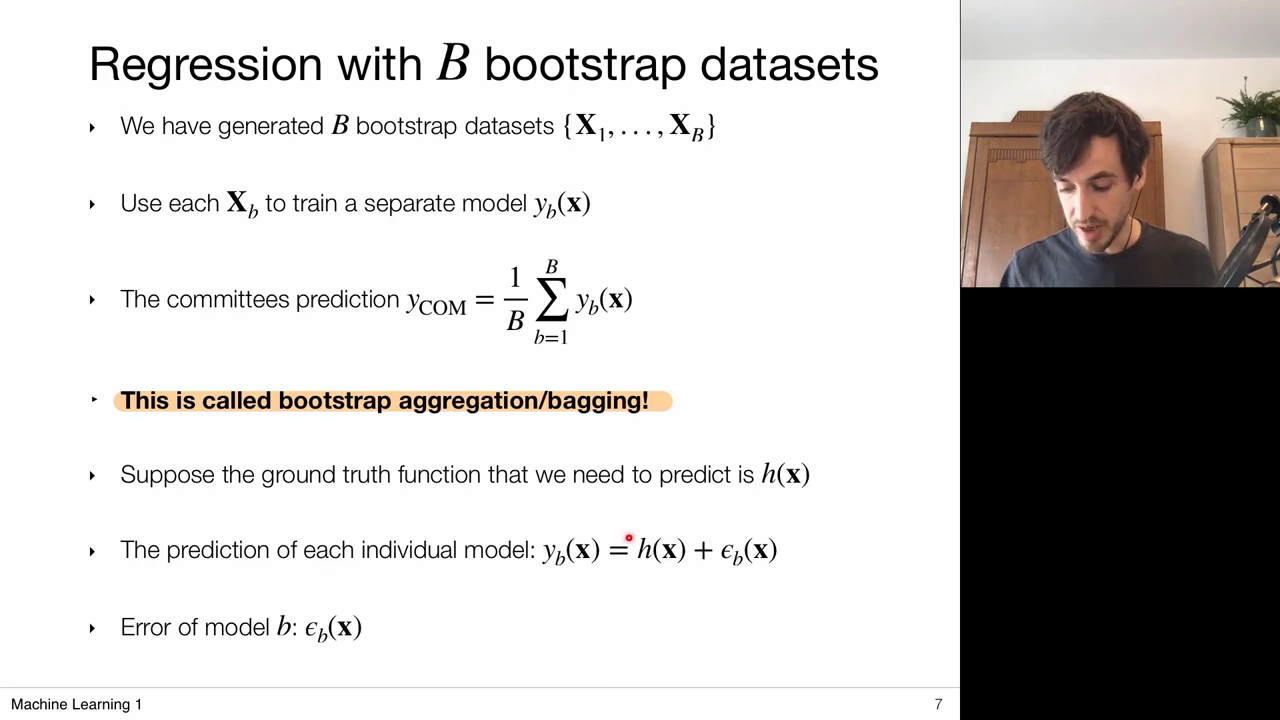 Regression with B bootstrap datasets
‣ We have generated B bootstrap datasets {X₁, . . . , X_B}
‣ Use each X_b to train a separate model y_b(x)
‣ The committees prediction y_COM = \frac{1}{B} \sum_{b=1}^{B} y_b(x)
‣ This is called bootstrap aggregation/bagging!
‣ Suppose the ground truth function that we need to predict is h(x)
‣ The prediction of each individual model: y_b(x) = h(x) + ϵ_b(x)
‣ Error of model b: ϵ_b(x)
Machine Learning 1
7